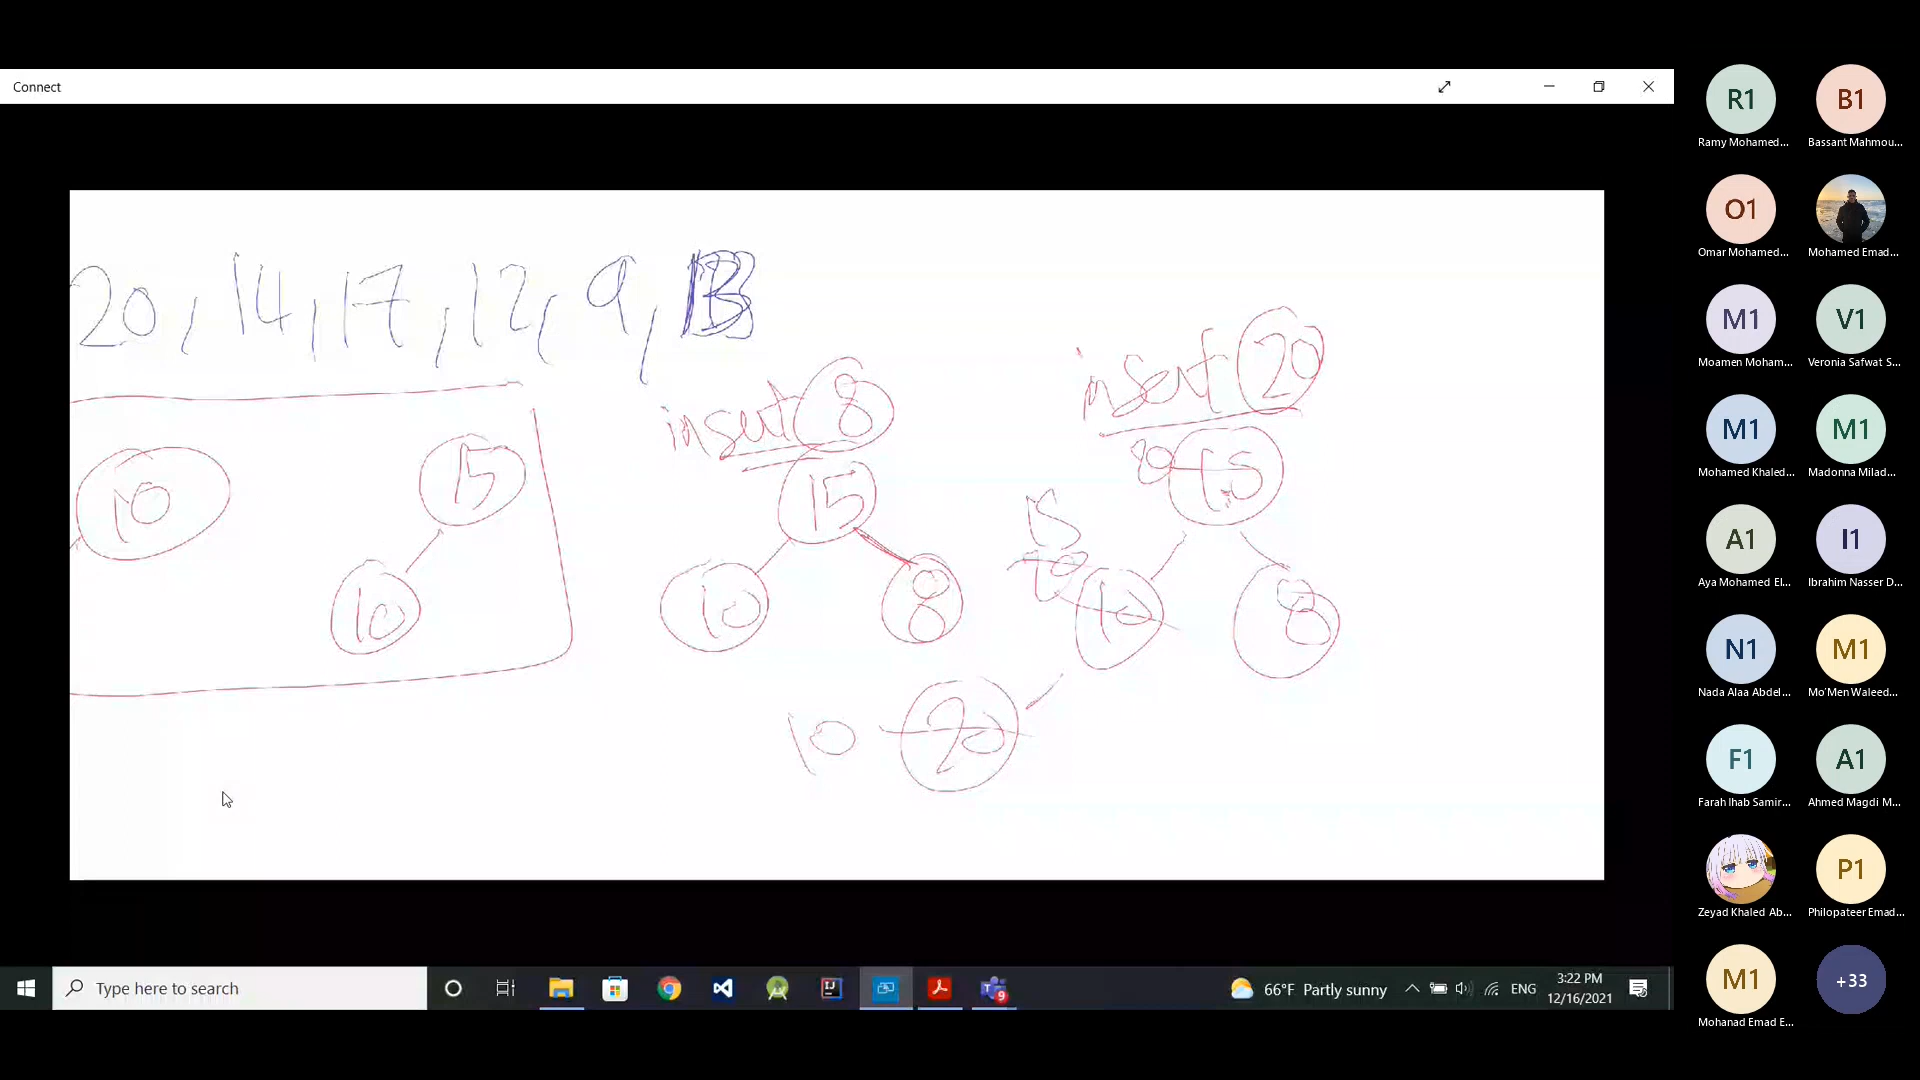 Connect
20, 14, 17, 12, 9, 13
insert 8
insert 20
10
15
10
15
10
8
20 15
15
20 10
8
10 20
R1
Ramy Mohamed...
B1
Bassant Mahmou...
O1
Omar Mohamed...
Mohamed Emad...
M1
Moamen Moham...
V1
Veronia Safwat S...
M1
Mohamed Khaled...
M1
Madonna Milad...
A1
Aya Mohamed El...
I1
Ibrahim Nasser D...
N1
Nada Alaa Abdel...
M1
Mo'Men Waleed...
F1
Farah Ihab Samir...
A1
Ahmed Magdi M...
Zeyad Khaled Ab...
P1
Philopateer Emad...
M1
Mohanad Emad E...
+33
Type here to search
9
66°F Partly sunny
ENG
3:22 PM
12/16/2021